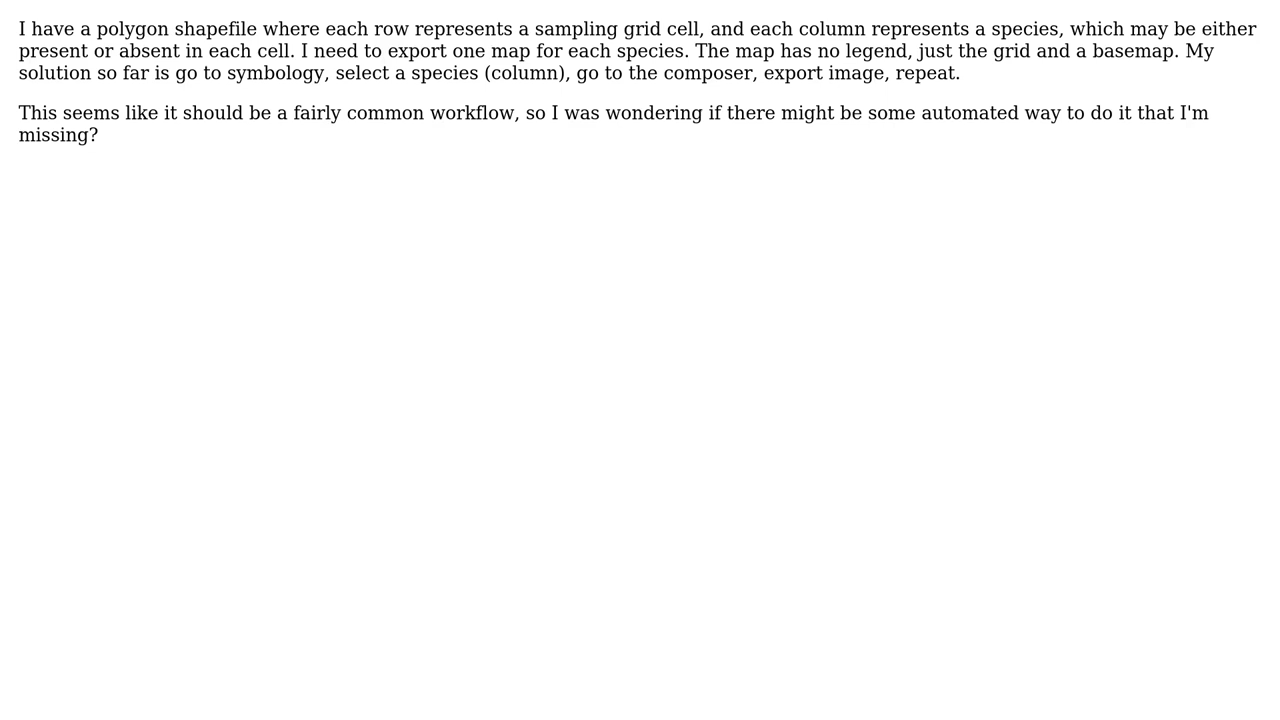 I have a polygon shapefile where each row represents a sampling grid cell, and each column represents a species, which may be either
present or absent in each cell. I need to export one map for each species. The map has no legend, just the grid and a basemap. My
solution so far is go to symbology, select a species (column), go to the composer, export image, repeat.
This seems like it should be a fairly common workflow, so I was wondering if there might be some automated way to do it that I'm
missing?